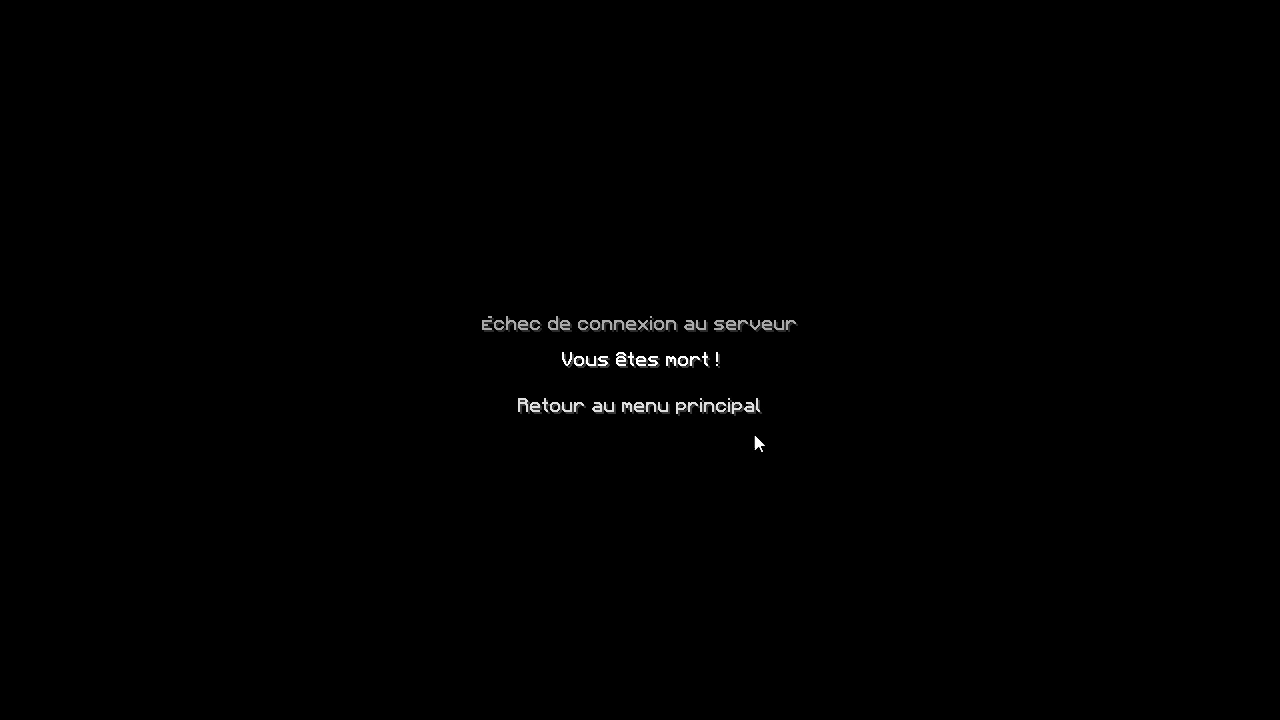 Échec de connexion au serveur
Vous êtes mort !
Retour au menu principal